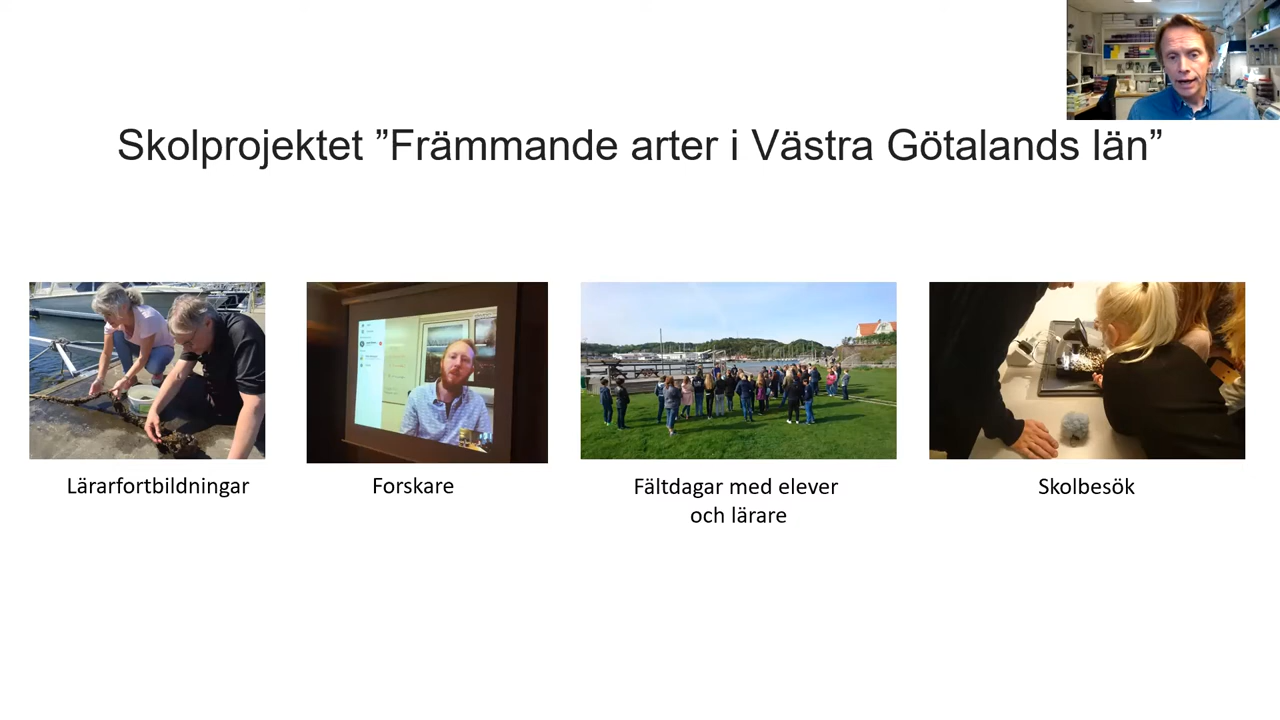 Skolprojektet ”Främmande arter i Västra Götalands län”
Lärarfortbildningar
Forskare
Fältdagar med elever
och lärare
Skolbesök